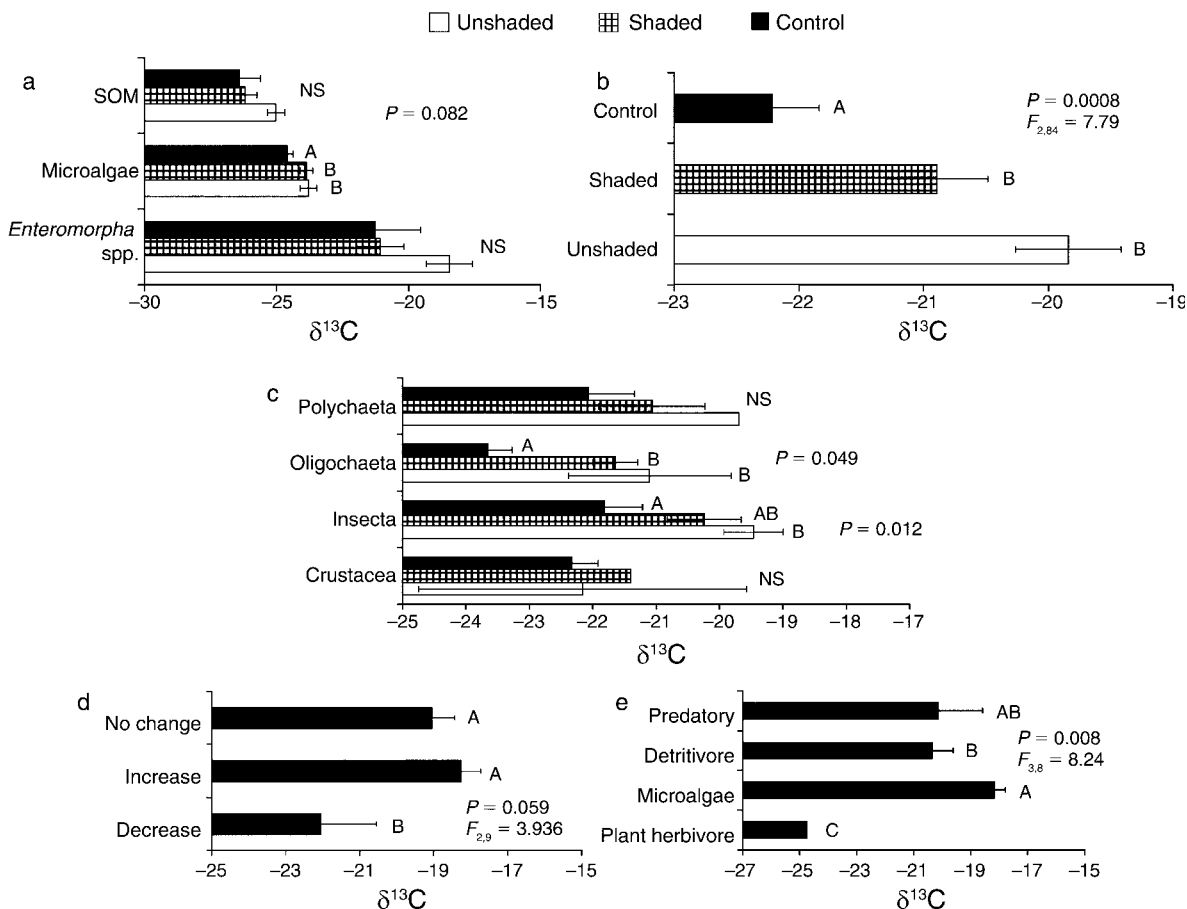 Unshaded Shaded Control
a
SOM
NS
P = 0.082
Microalgae
A
B
B
Enteromorpha
spp.
NS
–30 –25 –20 –15
δ¹³C
b
Control
A
P = 0.0008
F2,84 = 7.79
Shaded
B
Unshaded
B
–23 –22 –21 –20 –19
δ¹³C
c
Polychaeta
NS
Oligochaeta
A
B
B
P = 0.049
Insecta
A
AB
B
P = 0.012
Crustacea
NS
–25 –24 –23 –22 –21 –20 –19 –18 –17
δ¹³C
d
No change
A
Increase
A
Decrease
B
P = 0.059
F2,9 = 3.936
–25 –23 –21 –19 –17 –15
δ¹³C
e
Predatory
AB
Detritivore
B
P = 0.008
F3,8 = 8.24
Microalgae
A
Plant herbivore
C
–27 –25 –23 –21 –19 –17 –15
δ¹³C